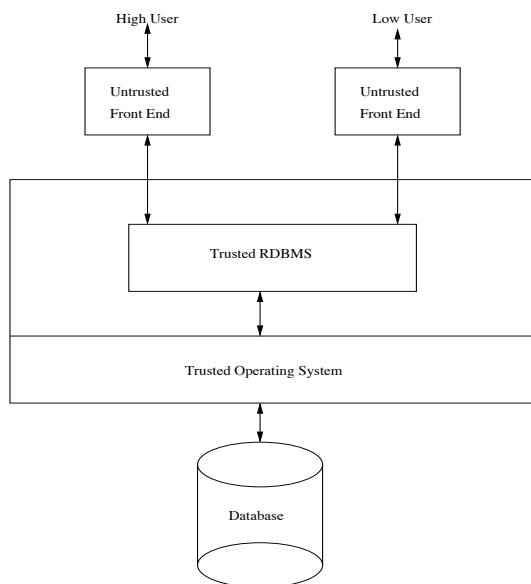 High User
Low User
Untrusted
Front End
Untrusted
Front End
Trusted RDBMS
Trusted Operating System
Database